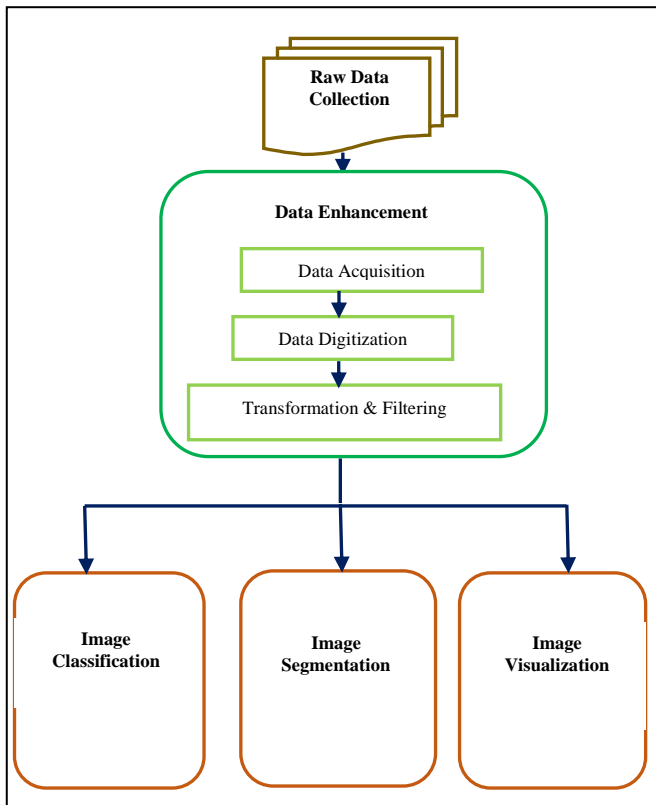 Raw Data
Collection
Data Enhancement
Data Acquisition
Data Digitization
Transformation & Filtering
Image
Classification
Image
Segmentation
Image
Visualization